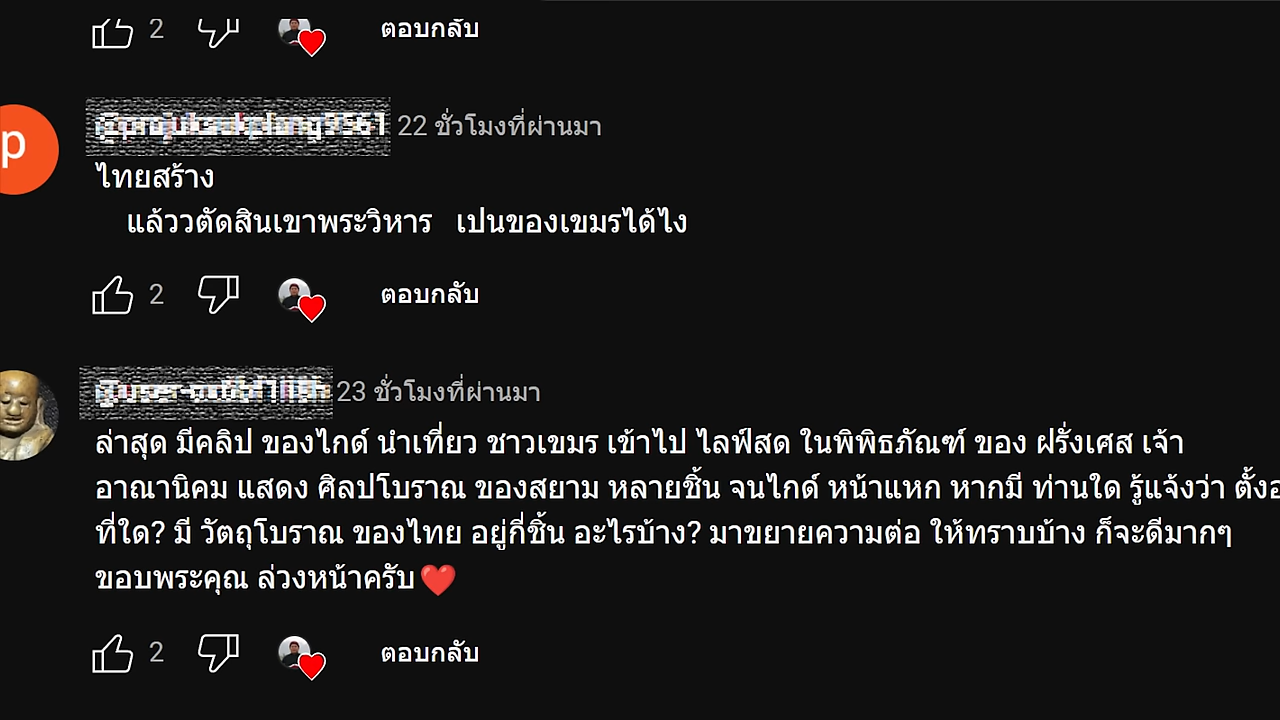 2 ตอบกลับ
p
22 ชั่วโมงที่ผ่านมา
ไทยสร้าง
แล้ววตัดสินเขาพระวิหาร เปนของเขมรได้ไง
2 ตอบกลับ
23 ชั่วโมงที่ผ่านมา
ล่าสุด มีคลิป ของไกด์ นำเที่ยว ชาวเขมร เข้าไป ไลฟ์สด ในพิพิธภัณฑ์ ของ ฝรั่งเศส เจ้า
อาณานิคม แสดง ศิลปโบราณ ของสยาม หลายชิ้น จนไกด์ หน้าแหก หากมี ท่านใด รู้แจ้งว่า
ที่ใด? มี วัตถุโบราณ ของไทย อยู่กี่ชิ้น อะไรบ้าง? มาขยายความต่อ ให้ทราบบ้าง ก็จะดีมากๆ
ขอบพระคุณ ล่วงหน้าครับ❤️
2 ตอบกลับ